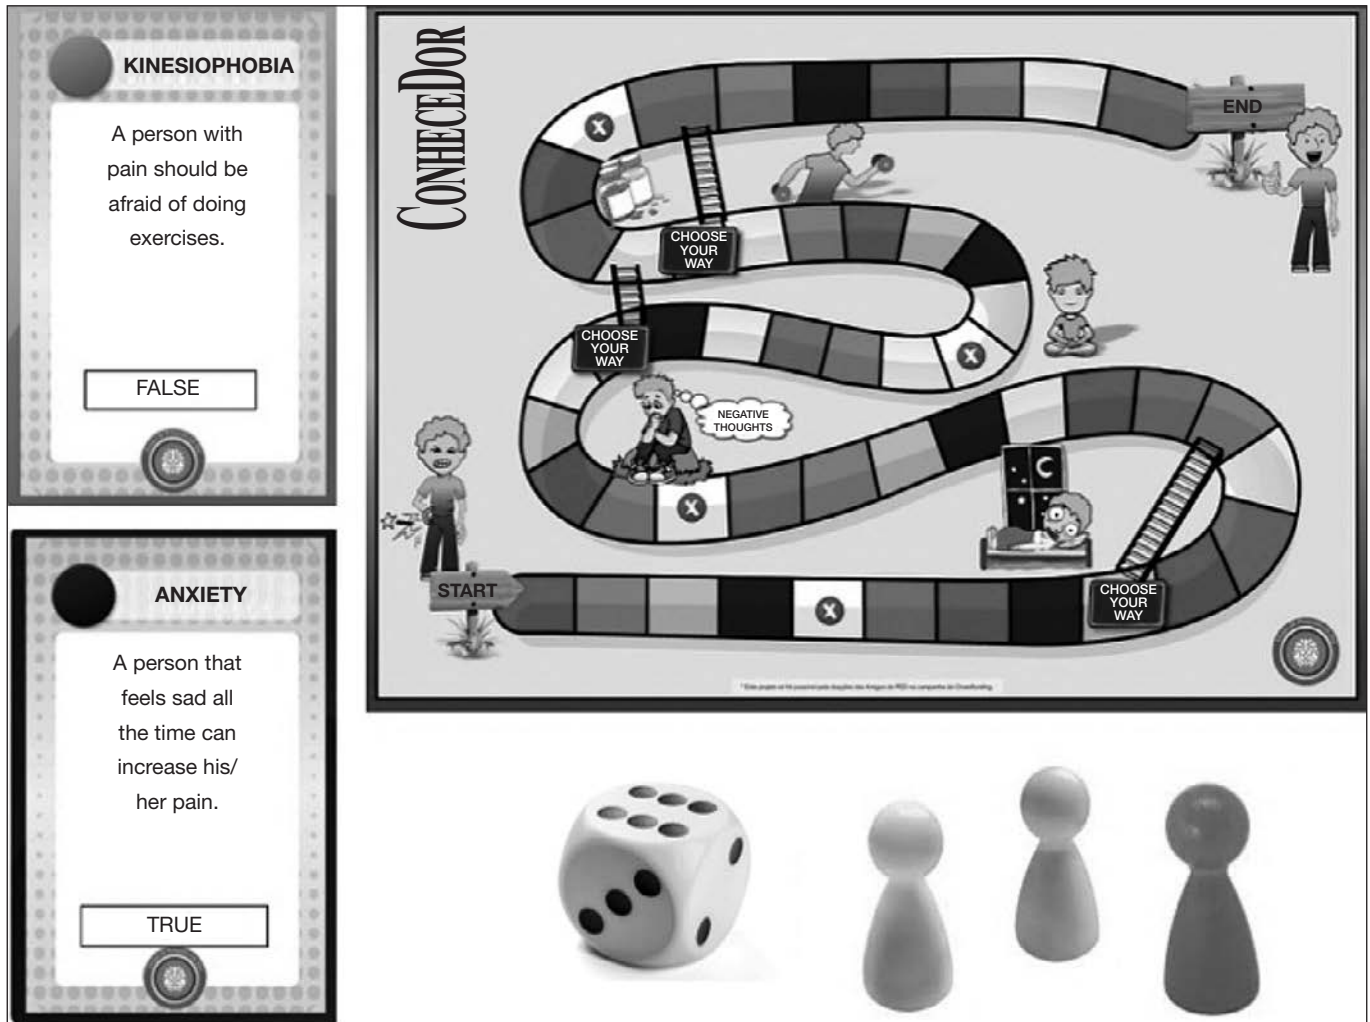 KINESIOPHOBIA
A person with
pain should be
afraid of doing
exercises.
FALSE
ANXIETY
A person that
feels sad all
the time can
increase his/
her pain.
TRUE
CONHECEDOR
END
X
CHOOSE
YOUR
WAY
CHOOSE
YOUR
WAY
X
NEGATIVE
THOUGHTS
X
START
X
CHOOSE
YOUR
WAY